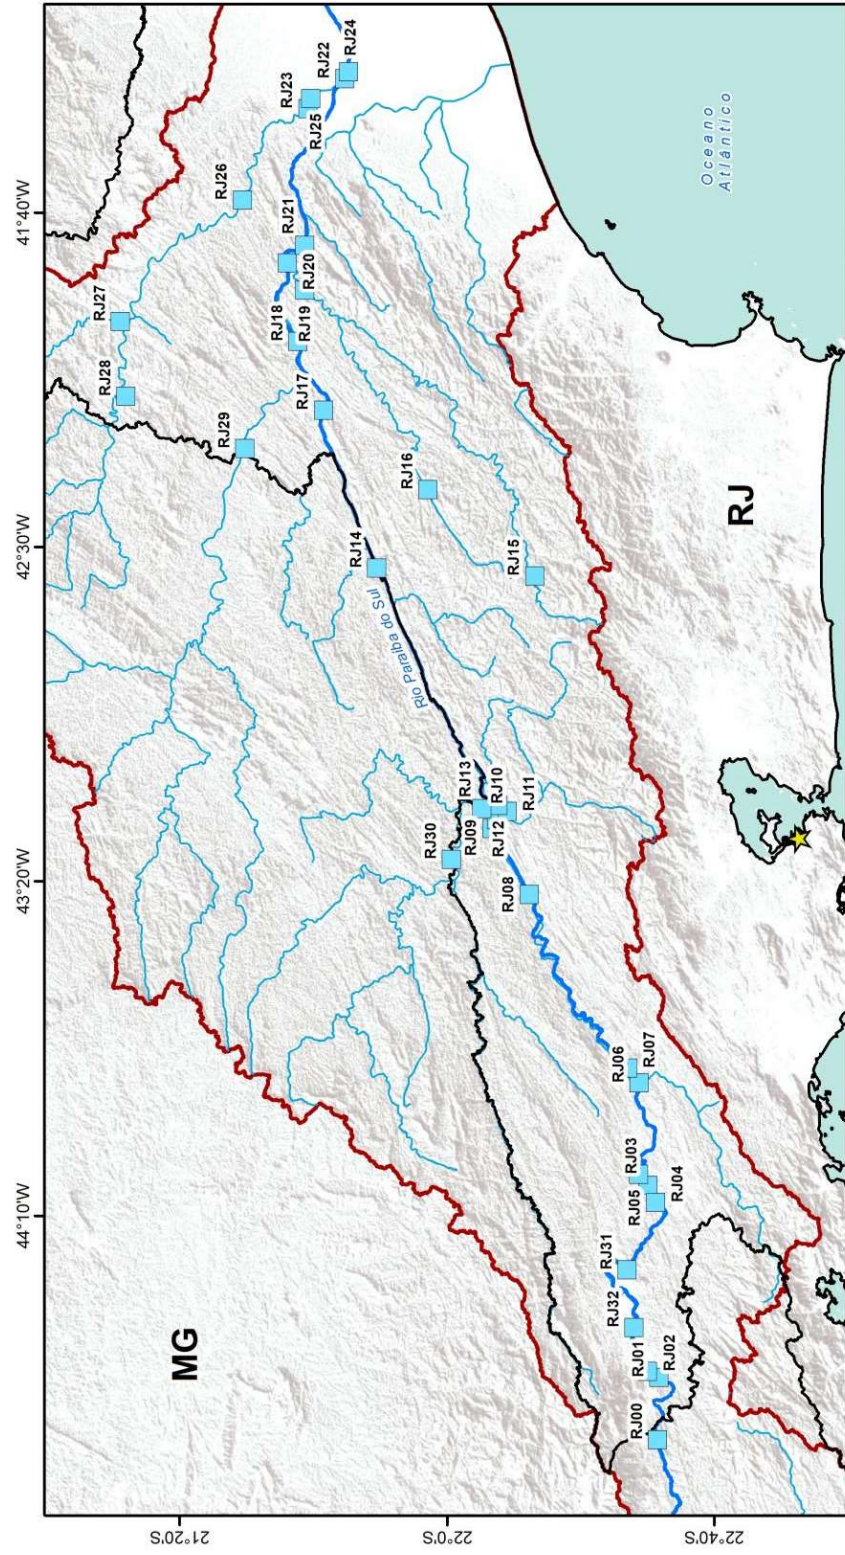 41°40'W
42°30'W
43°20'W
44°10'W
21°20'S
22°0'S
22°40'S
MG
RJ
Oceano
Atlântico
Rio Paraíba do Sul
RJ00
RJ01
RJ02
RJ32
RJ31
RJ05
RJ04
RJ03
RJ06
RJ07
RJ08
RJ30
RJ09
RJ12
RJ13
RJ10
RJ11
RJ14
RJ15
RJ16
RJ17
RJ29
RJ28
RJ27
RJ18
RJ19
RJ20
RJ21
RJ26
RJ25
RJ23
RJ22
RJ24